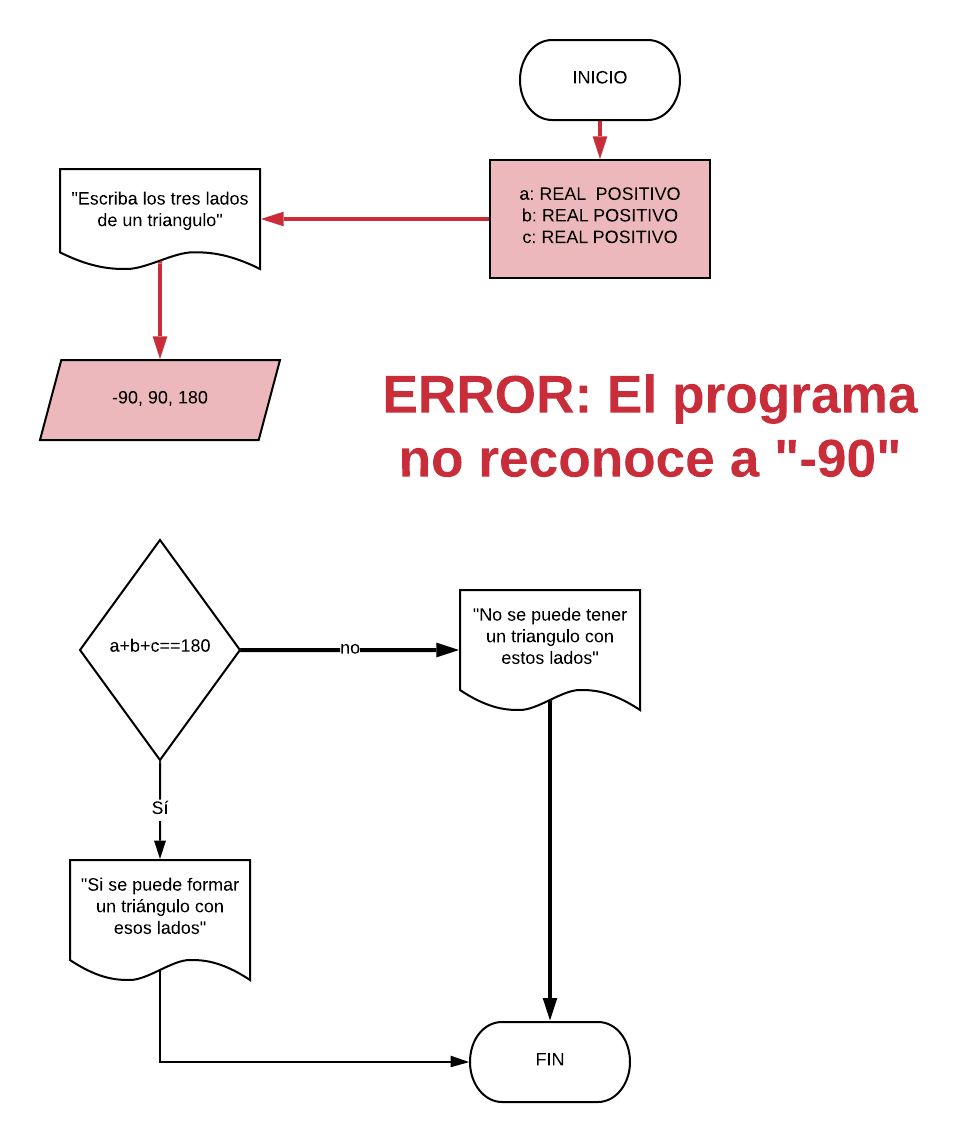 INICIO
a: REAL  POSITIVO
b: REAL POSITIVO
c: REAL POSITIVO
"Escriba los tres lados
de un triangulo"
-90, 90, 180
ERROR: El programa
no reconoce a "-90"
a+b+c==180
no
"No se puede tener
un triangulo con
estos lados"
Sí
"Si se puede formar
un triángulo con
esos lados"
FIN